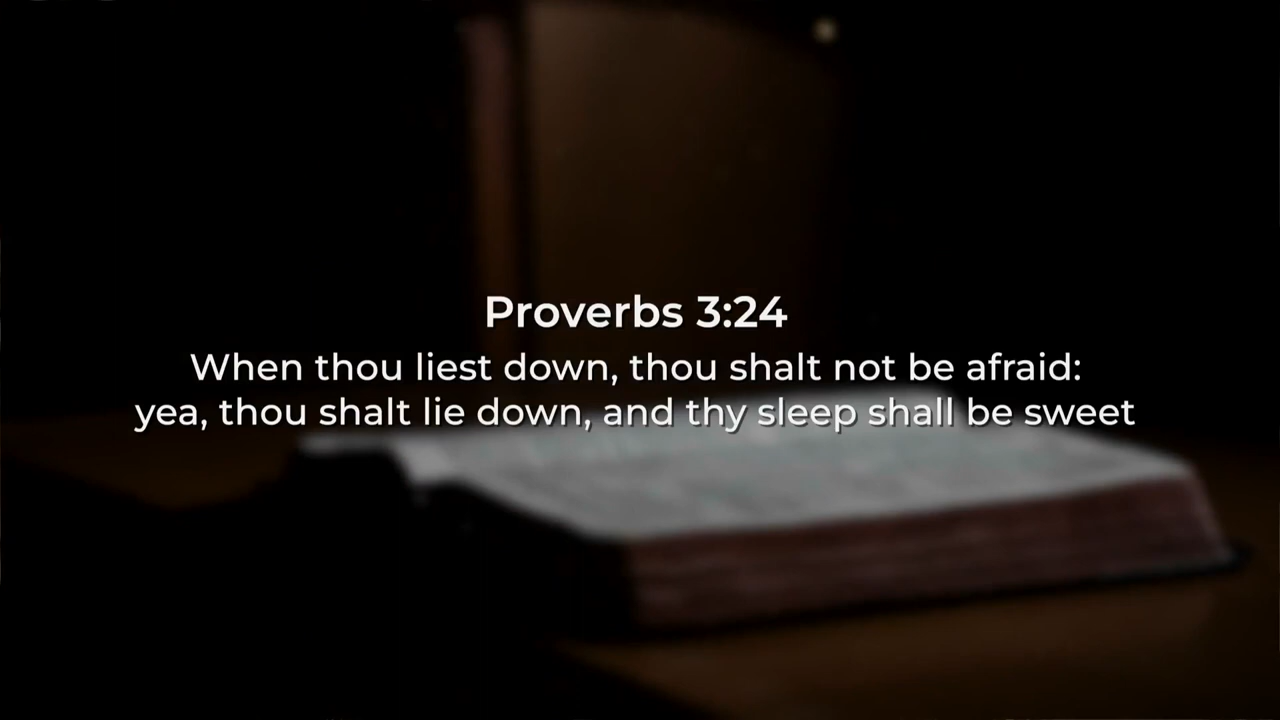 Proverbs 3:24
When thou liest down, thou shalt not be afraid:
yea, thou shalt lie down, and thy sleep shall be sweet